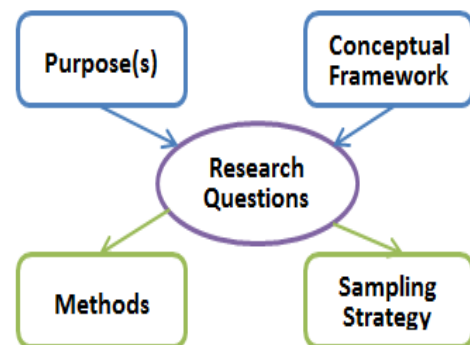 Purpose(s)
Conceptual
Framework
Research
Questions
Methods
Sampling
Strategy